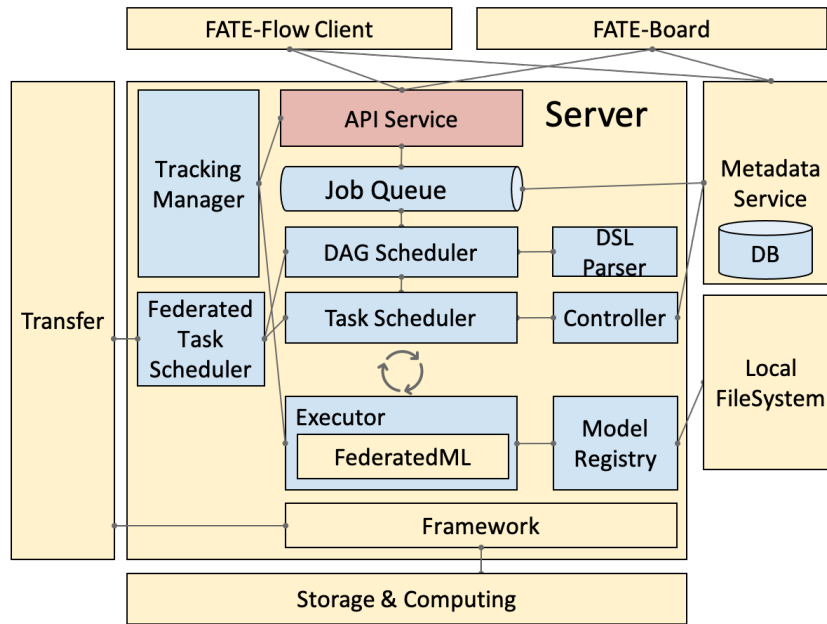 FATE-Flow Client
FATE-Board
Server
API Service
Tracking
Manager
Job Queue
Metadata
Service
DB
DAG Scheduler
DSL
Parser
Transfer
Federated
Task
Scheduler
Task Scheduler
Controller
Local
FileSystem
Executor
FederatedML
Model
Registry
Framework
Storage & Computing